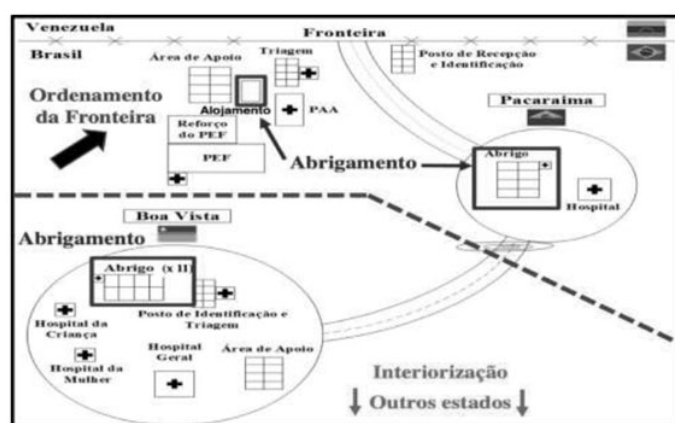 Venezuela
Fronteira
Brasil
Área de Apoio
Triagem
Posto de Recepção
e Identificação
Ordenamento
da Fronteira
Alojamento
PAA
Pacaraima
Reforço
do PEF
Abrigamento
PEF
Abrigo
Hospital
Boa Vista
Abrigamento
Abrigo (x 11)
Posto de Identificação e
Triagem
Hospital da
Criança
Hospital da
Mulher
Hospital
Geral
Área de Apoio
Interiorização
Outros estados